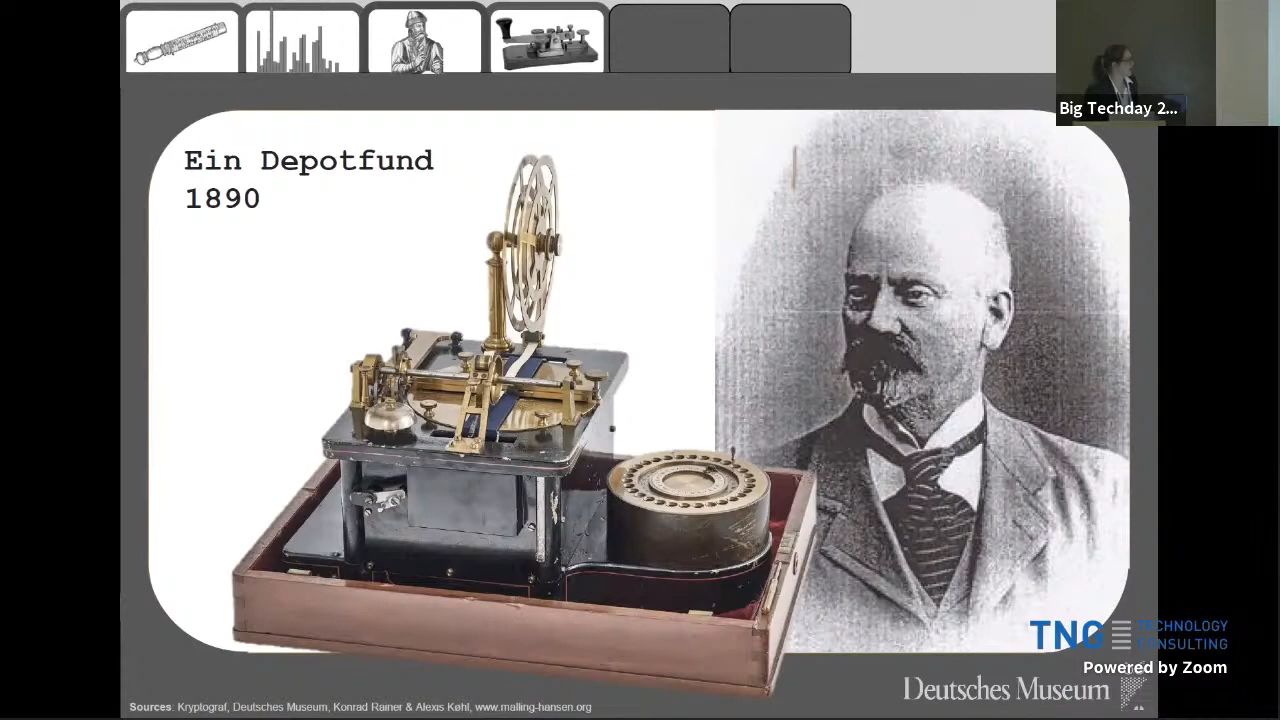 Big Techday 2...
Ein Depotfund
1890
TNG TECHNOLOGY
CONSULTING
Powered by Zoom
Deutsches Museum
Sources: Kryptograf, Deutsches Museum, Konrad Rainer & Alexis Køhl, www.malling-hansen.org